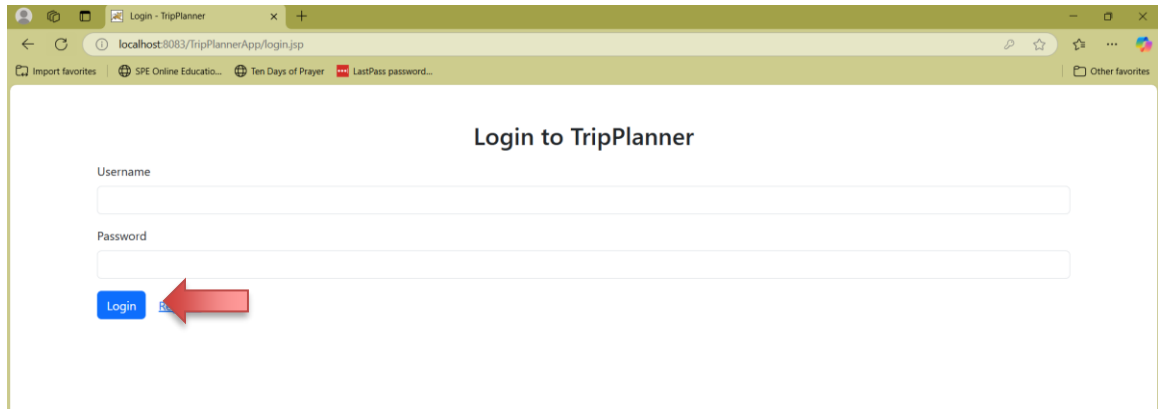 Login - TripPlanner
localhost:8083/TripPlannerApp/login.jsp
Import favorites SPE Online Educatio... Ten Days of Prayer LastPass password... Other favorites
Login to TripPlanner
Username
Password
Login